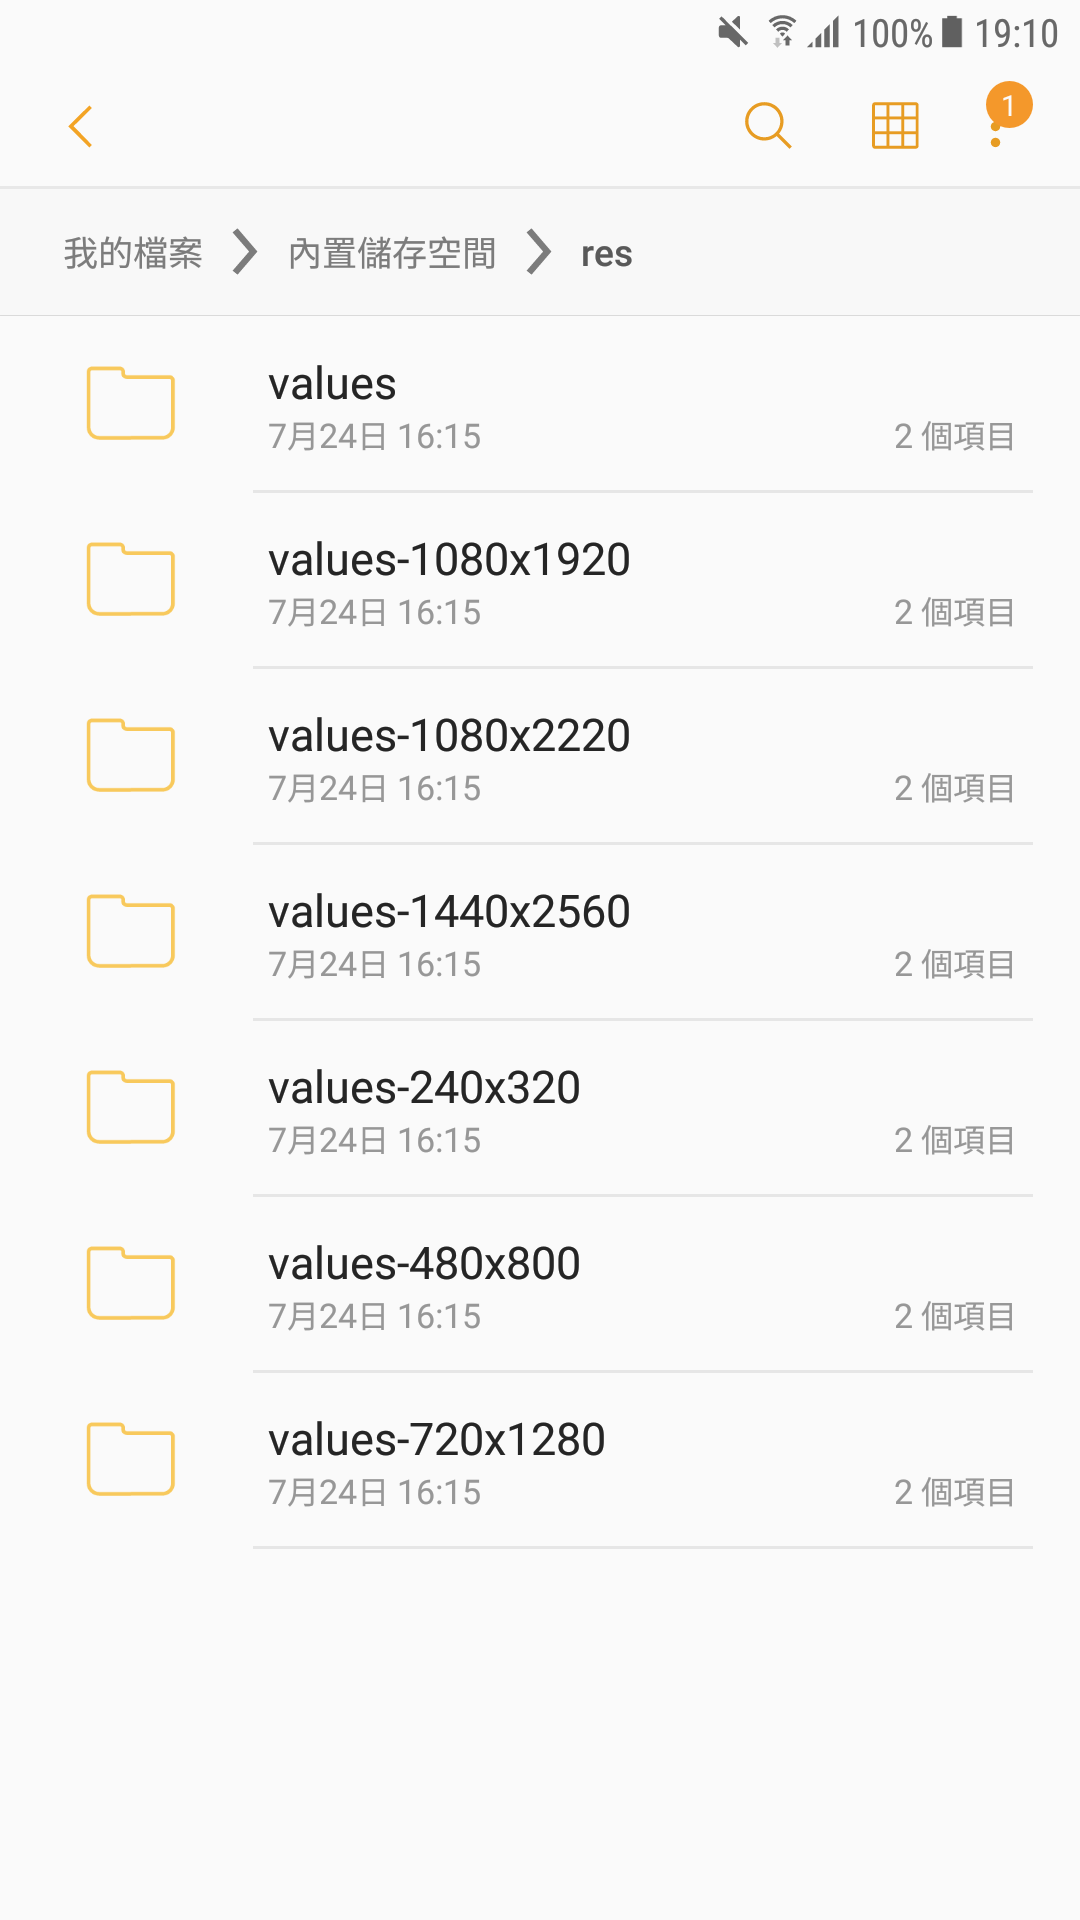 100% 19:10
1
我的檔案 內置儲存空間 res
values
7月24日 16:15 2 個項目
values-1080x1920
7月24日 16:15 2 個項目
values-1080x2220
7月24日 16:15 2 個項目
values-1440x2560
7月24日 16:15 2 個項目
values-240x320
7月24日 16:15 2 個項目
values-480x800
7月24日 16:15 2 個項目
values-720x1280
7月24日 16:15 2 個項目